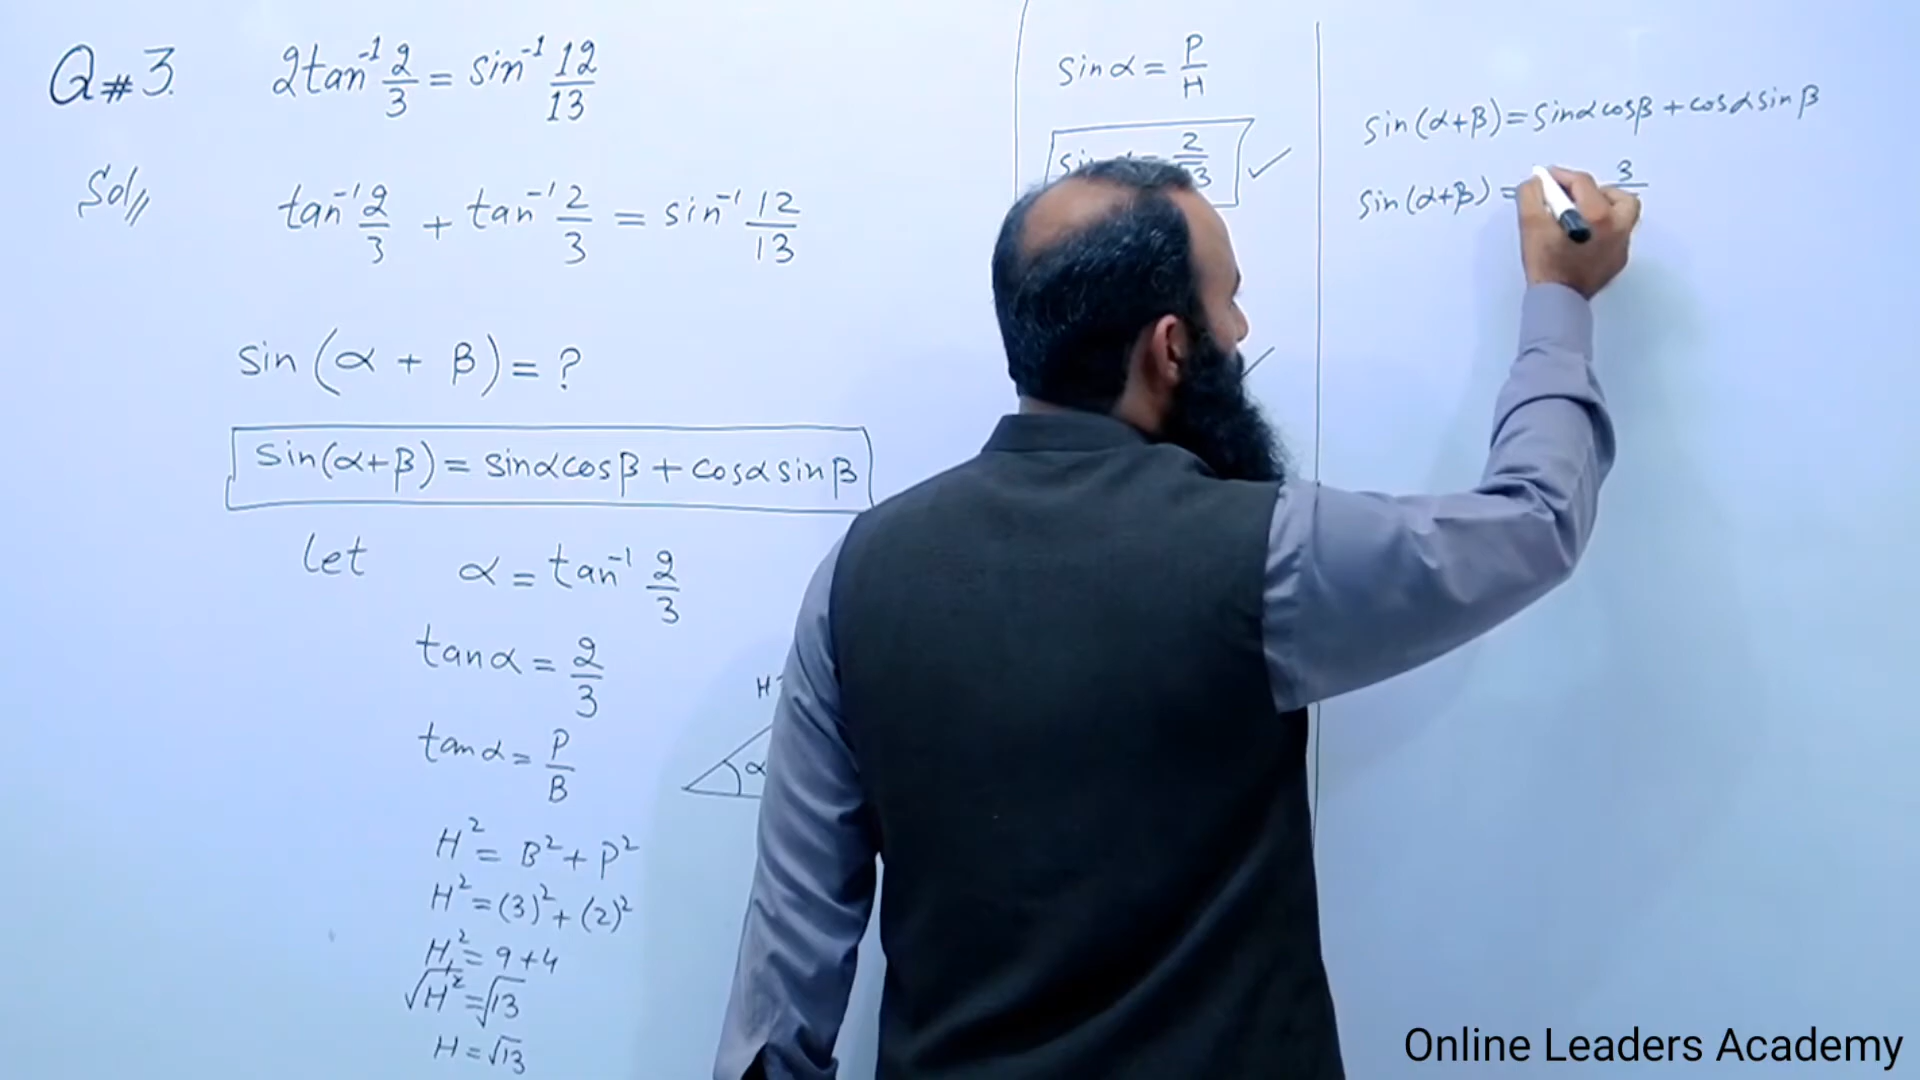 Q#3. 2tan⁻¹ 2/3 = sin⁻¹ 12/13
Sol// tan⁻¹ 2/3 + tan⁻¹ 2/3 = sin⁻¹ 12/13
sin(α + β) = ?
sin(α+β) = sinα cosβ + cosα sinβ
let α = tan⁻¹ 2/3
tanα = 2/3
tanα = P/B
H
α
H² = B² + P²
H² = (3)² + (2)²
H² = 9+4
√H² = √13
H = √13
sinα = P/H
sin(α+β) = sinα cosβ + cosα sinβ
sin(α+β) = 3
Online Leaders Academy